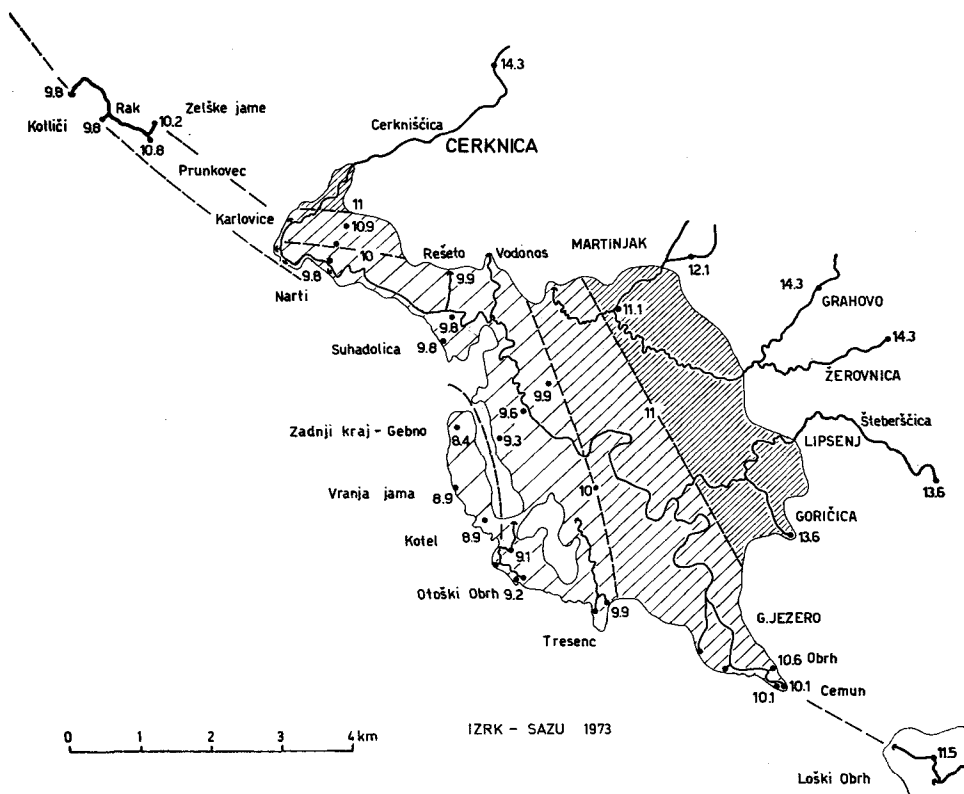 14.3
9.8
Rak
10.2
Zelške jame
Kotliči
9.8
10.8
Cerkniščica
CERKNICA
Prunkovec
Karlovice
11
10.9
10
Rešeto
Vodonos
MARTINJAK
12.1
9.8
9.9
Narti
14.3
GRAHOVO
11.1
9.8
Suhadolica
9.8
14.3
ŽEROVNICA
9.9
9.6
11
Šteberščica
Zadnji kraj - Gebno
8.4
9.3
LIPSENJ
Vranja jama
8.9
10
13.6
GORIČICA
Kotel
8.9
9.1
13.6
Otoški Obrh
9.2
9.9
G.JEZERO
Tresenc
10.6
Obrh
10.1
10.1
Cemun
0 1 2 3 4 km
IZRK - SAZU 1973
11.5
Loški Obrh